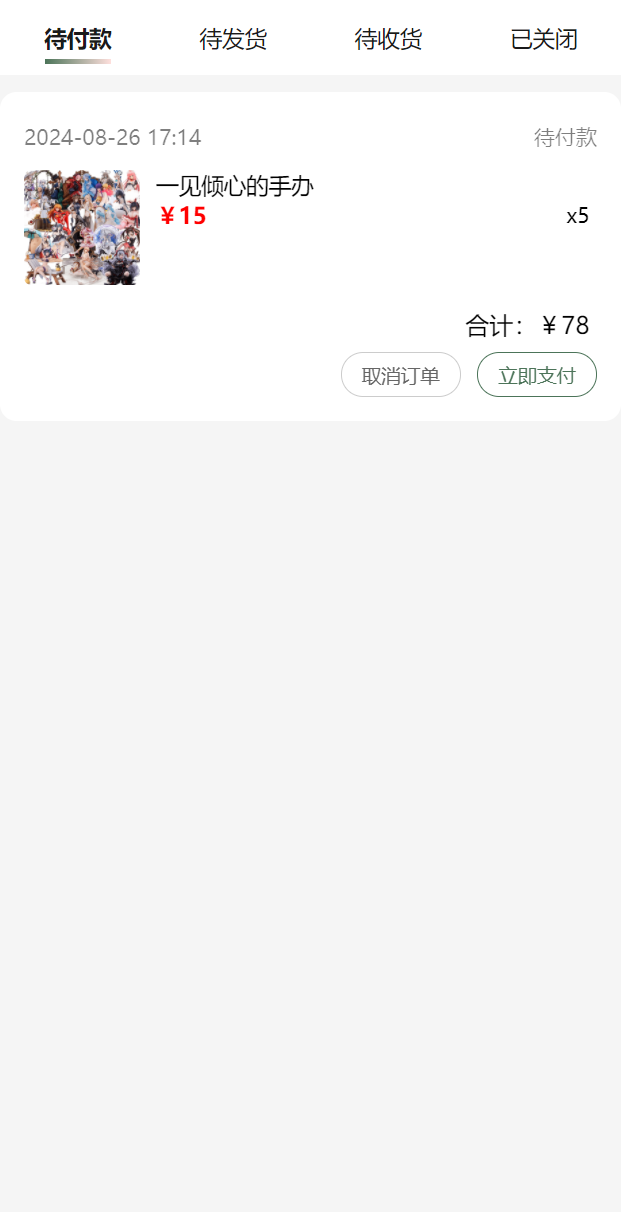 待付款 待发货 待收货 已关闭
2024-08-26 17:14 待付款
一见倾心的手办
¥15 x5
合计：¥78
取消订单 立即支付